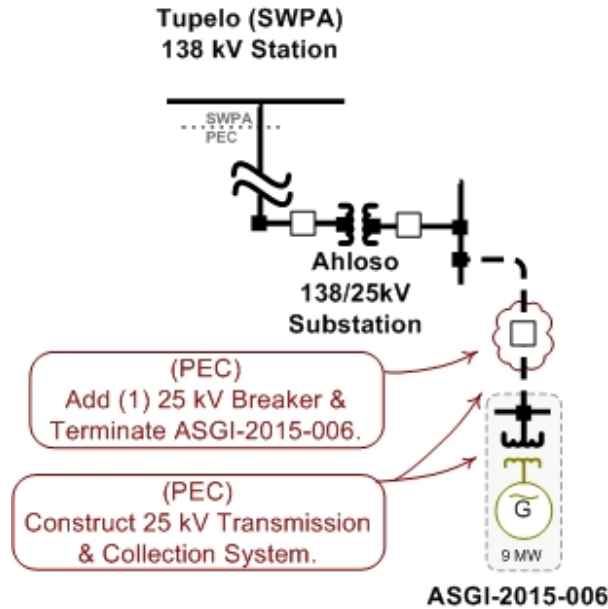 Tupelo (SWPA)
138 kV Station
SWPA
PEC
Ahloso
138/25kV
Substation
(PEC)
Add (1) 25 kV Breaker &
Terminate ASGI-2015-006.
(PEC)
Construct 25 kV Transmission
& Collection System.
G
9 MW
ASGI-2015-006